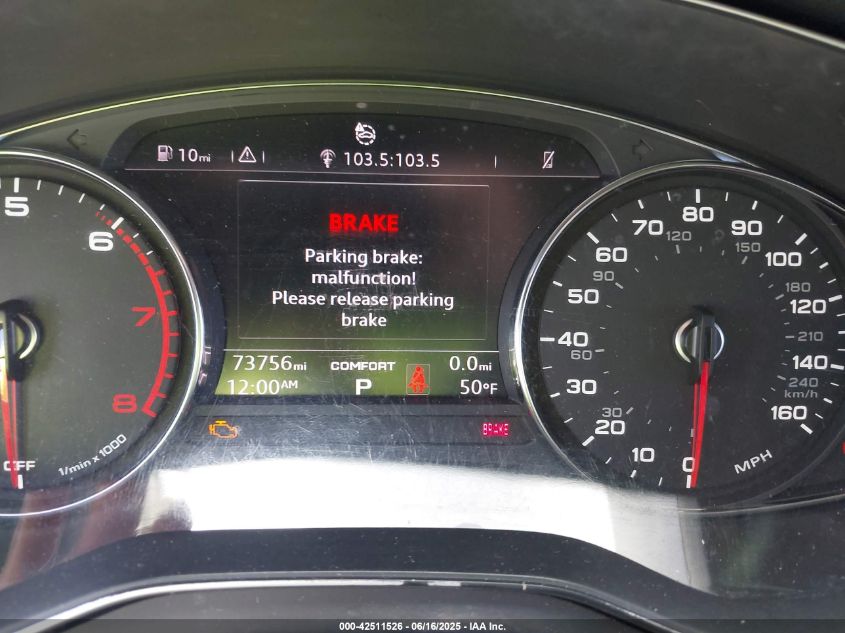 10mi 103.5:103.5
BRAKE
Parking brake:
malfunction!
Please release parking
brake
73756mi COMFORT 0.0mi
12:00AM P 50°F
BRAKE
5
6
7
8
OFF
1/min x 1000
0
10
20
30
40
50
60
70
80
90
100
120
140
160
30
60
90
120
150
180
210
240
km/h
MPH
000-42511526 - 06/16/2025 - IAA Inc.